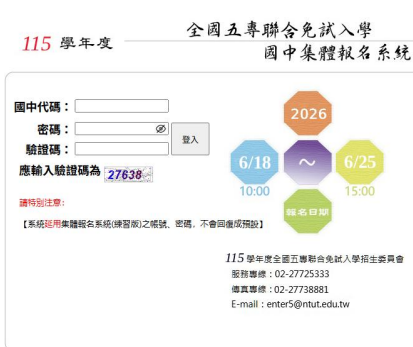 115 學年度
全國五專聯合免試入學
國中集體報名系統
國中代碼：
密碼：
驗證碼：
登入
應輸入驗證碼為 27638
請特別注意：
【系統延用集體報名系統(練習版)之帳號、密碼，不會回復成預設】
2026
6/18 ～ 6/25
10:00 15:00
報名日期
115 學年度全國五專聯合免試入學招生委員會
服務專線：02-27725333
傳真專線：02-27738881
E-mail：enter5@ntut.edu.tw